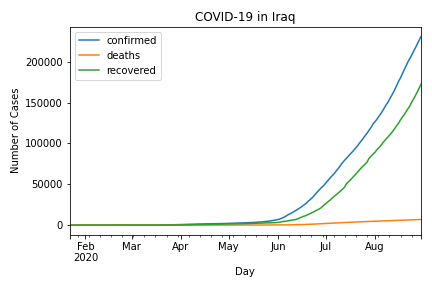 COVID-19 in Iraq
confirmed
deaths
recovered
Number of Cases
200000
150000
100000
50000
0
Feb Mar Apr May Jun Jul Aug
2020
Day